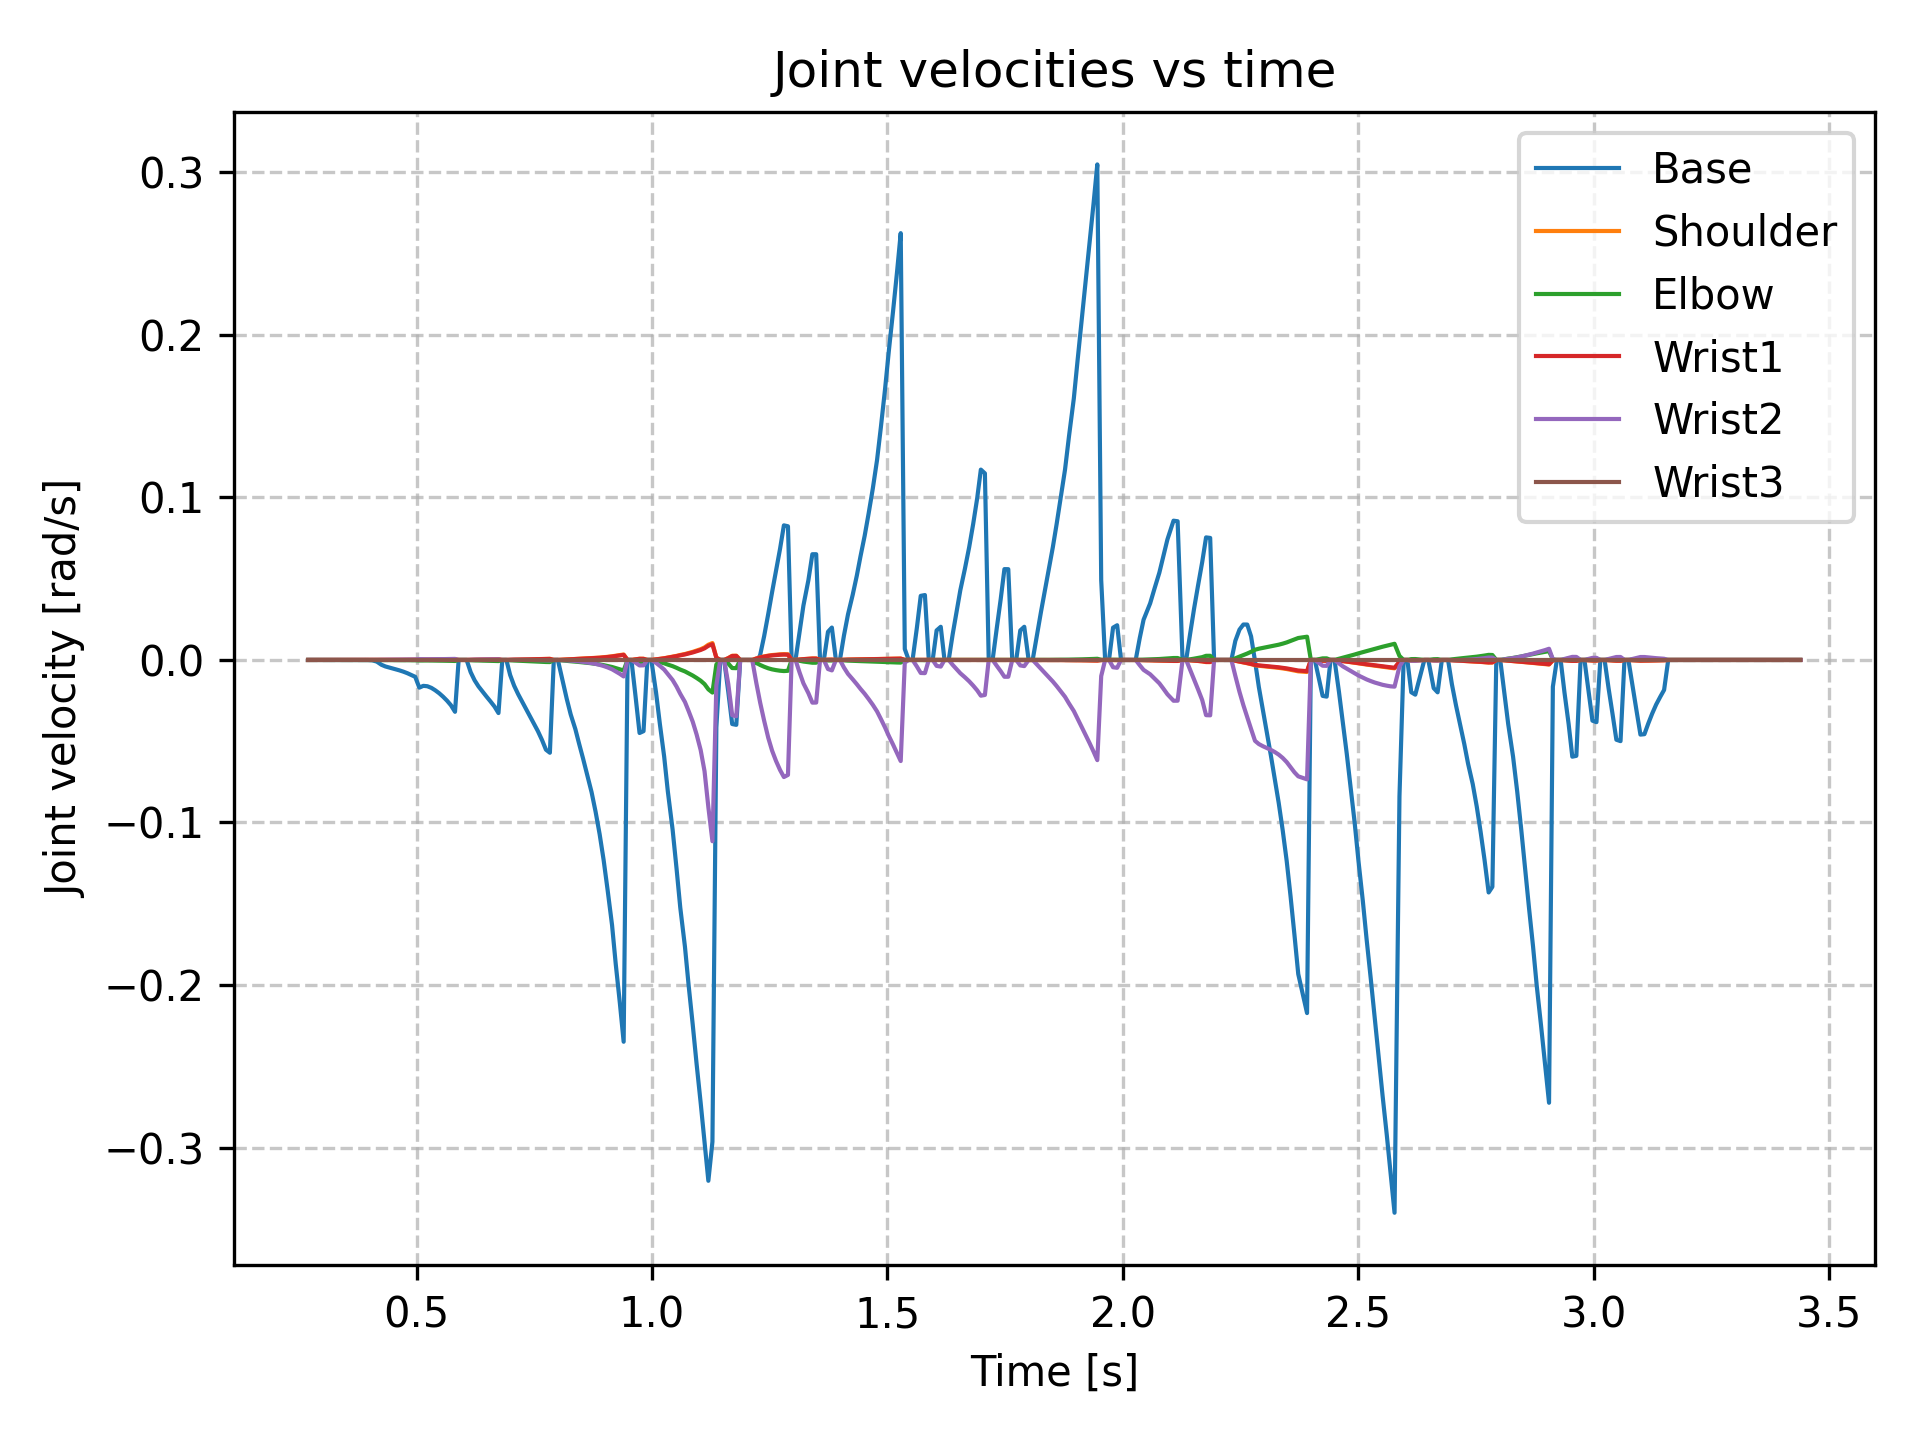 Joint velocities vs time
Joint velocity [rad/s]
0.3
0.2
0.1
0.0
−0.1
−0.2
−0.3
Base
Shoulder
Elbow
Wrist1
Wrist2
Wrist3
0.5 1.0 1.5 2.0 2.5 3.0 3.5
Time [s]